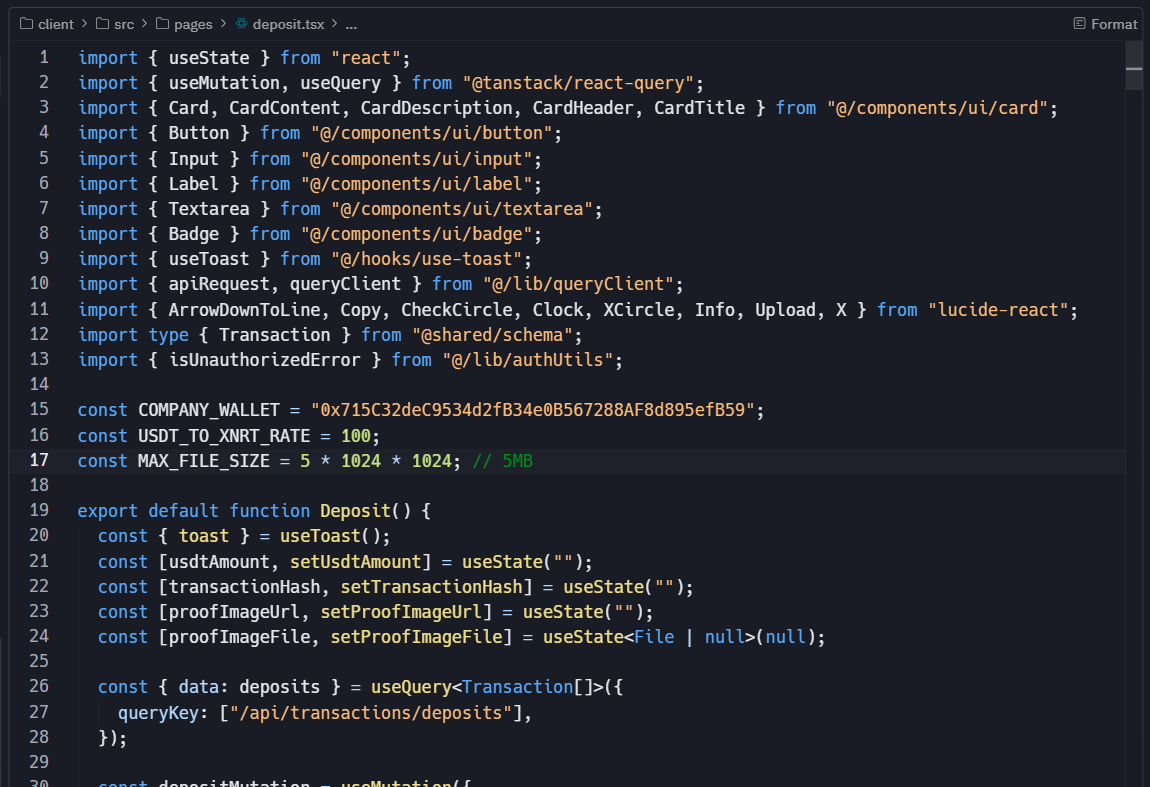 client > src > pages > deposit.tsx > ... Format
1 import { useState } from "react";
2 import { useMutation, useQuery } from "@tanstack/react-query";
3 import { Card, CardContent, CardDescription, CardHeader, CardTitle } from "@/components/ui/card";
4 import { Button } from "@/components/ui/button";
5 import { Input } from "@/components/ui/input";
6 import { Label } from "@/components/ui/label";
7 import { Textarea } from "@/components/ui/textarea";
8 import { Badge } from "@/components/ui/badge";
9 import { useToast } from "@/hooks/use-toast";
10 import { apiRequest, queryClient } from "@/lib/queryClient";
11 import { ArrowDownToLine, Copy, CheckCircle, Clock, XCircle, Info, Upload, X } from "lucide-react";
12 import type { Transaction } from "@shared/schema";
13 import { isUnauthorizedError } from "@/lib/authUtils";
14
15 const COMPANY_WALLET = "0x715C32deC9534d2fB34e0B567288AF8d895efB59";
16 const USDT_TO_XNRT_RATE = 100;
17 const MAX_FILE_SIZE = 5 * 1024 * 1024; // 5MB
18
19 export default function Deposit() {
20   const { toast } = useToast();
21   const [usdtAmount, setUsdtAmount] = useState("");
22   const [transactionHash, setTransactionHash] = useState("");
23   const [proofImageUrl, setProofImageUrl] = useState("");
24   const [proofImageFile, setProofImageFile] = useState<File | null>(null);
25
26   const { data: deposits } = useQuery<Transaction[]>({
27     queryKey: ["/api/transactions/deposits"],
28   });
29
30   const depositMutation = useMutation({